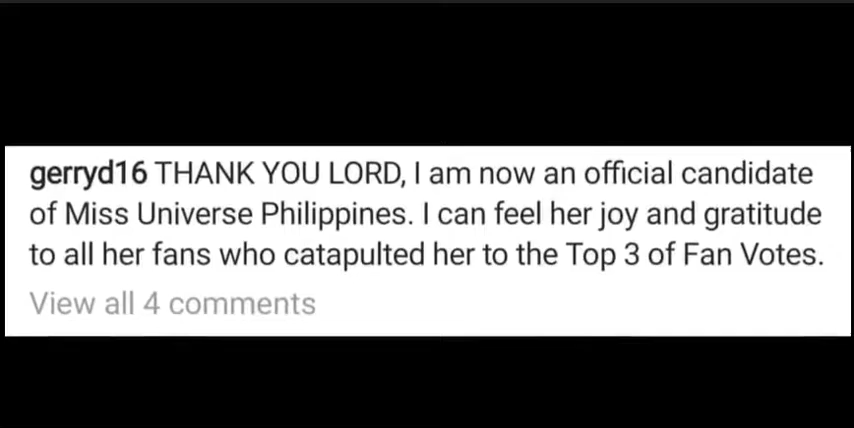 gerryd16 THANK YOU LORD, I am now an official candidate
of Miss Universe Philippines. I can feel her joy and gratitude
to all her fans who catapulted her to the Top 3 of Fan Votes.
View all 4 comments